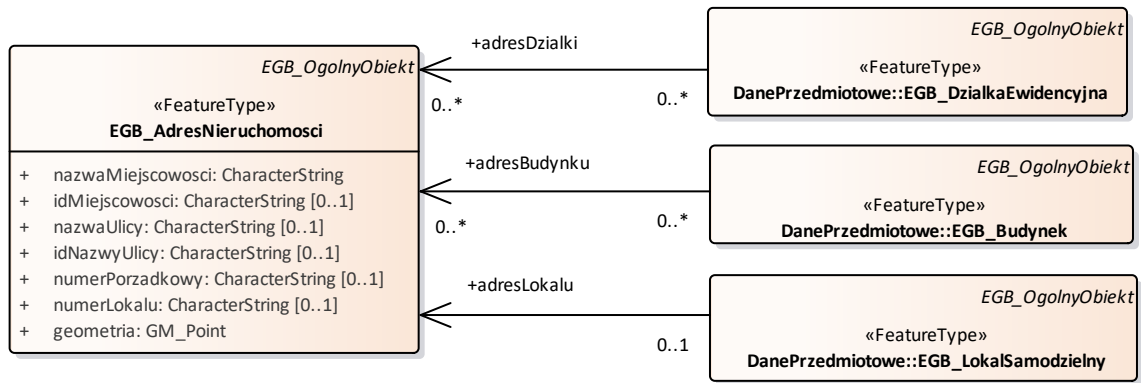 EGB_OgolnyObiekt
«FeatureType»
EGB_AdresNieruchomosci
+ nazwaMiejscowosci: CharacterString
+ idMiejscowosci: CharacterString [0..1]
+ nazwaUlicy: CharacterString [0..1]
+ idNazwyUlicy: CharacterString [0..1]
+ numerPorzadkowy: CharacterString [0..1]
+ numerLokalu: CharacterString [0..1]
+ geometria: GM_Point
+adresDzialki
0..*
0..*
EGB_OgolnyObiekt
«FeatureType»
DanePrzedmiotowe::EGB_DzialkaEwidencyjna
+adresBudynku
0..*
0..*
EGB_OgolnyObiekt
«FeatureType»
DanePrzedmiotowe::EGB_Budynek
+adresLokalu
0..1
EGB_OgolnyObiekt
«FeatureType»
DanePrzedmiotowe::EGB_LokalSamodzielny